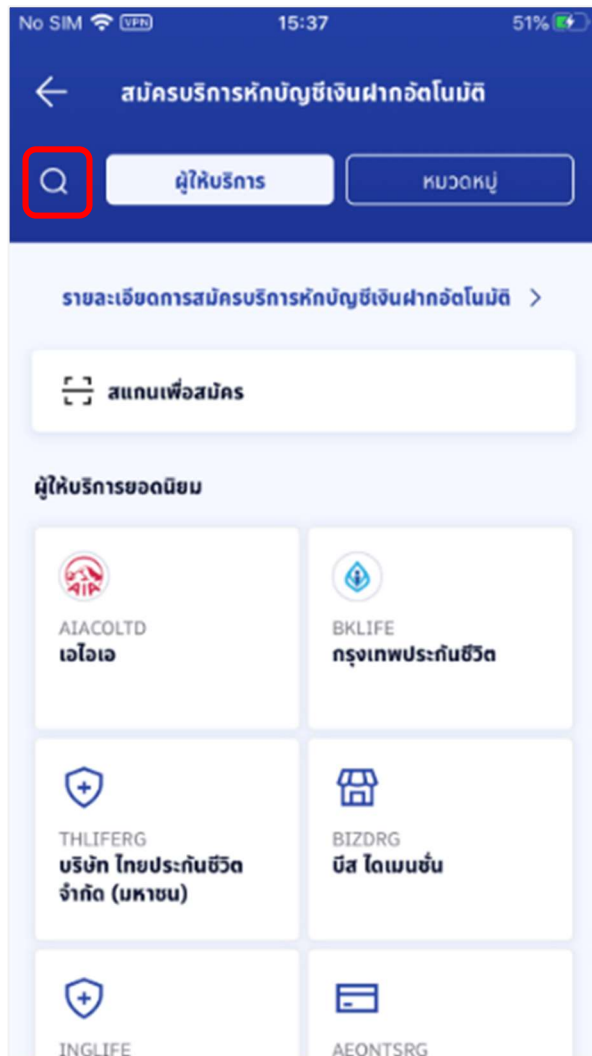 No SIM VPN 15:37 51%
สมัครบริการหักบัญชีเงินฝากอัตโนมัติ
ผู้ให้บริการ หมวดหมู่
รายละเอียดการสมัครบริการหักบัญชีเงินฝากอัตโนมัติ >
สแกนเพื่อสมัคร
ผู้ให้บริการยอดนิยม
AIA
AIACOLTD
เอไอเอ
BKLIFE
กรุงเทพประกันชีวิต
THLIFERG
บริษัท ไทยประกันชีวิต
จำกัด (มหาชน)
BIZDRG
บีส ไดเมนชั่น
INGLIFE
AEONTSRG